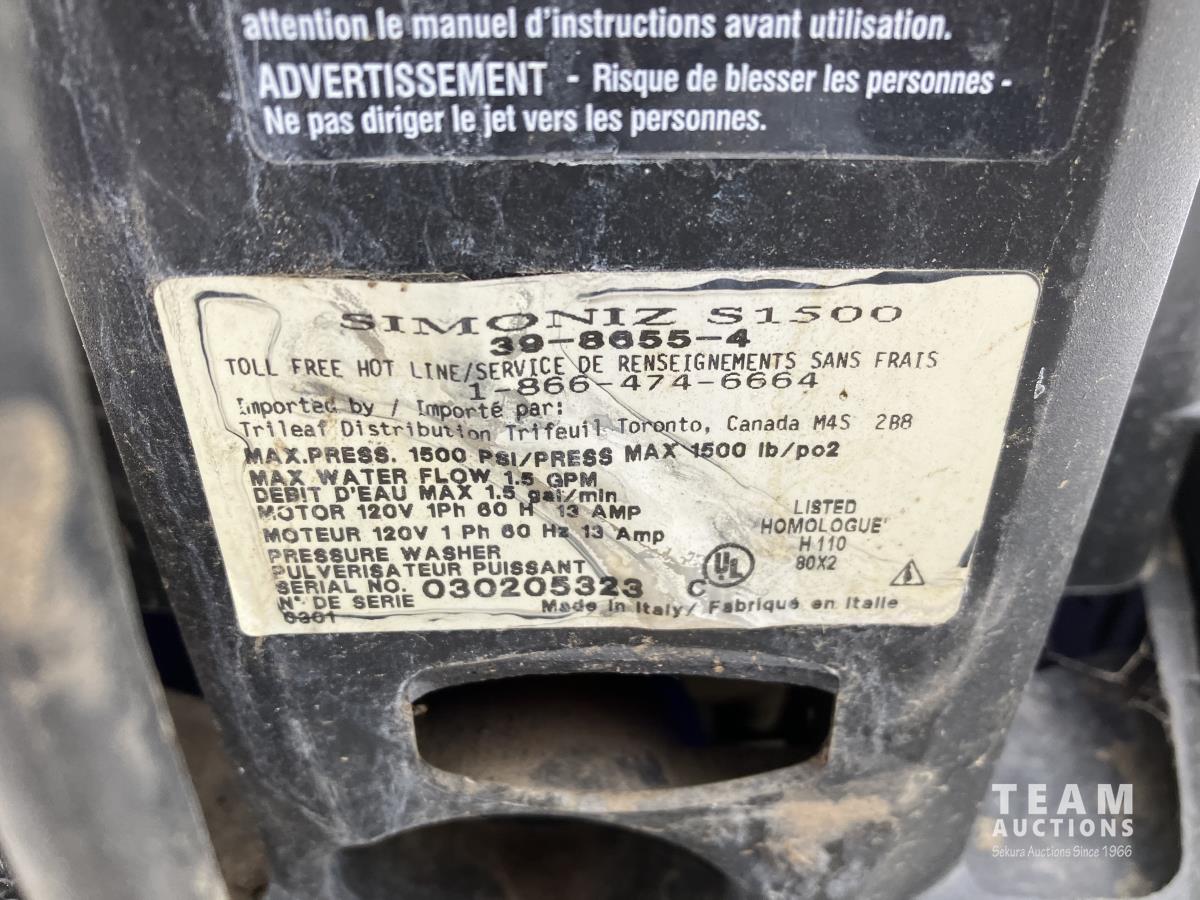 attention le manuel d'instructions avant utilisation.
ADVERTISSEMENT - Risque de blesser les personnes -
Ne pas diriger le jet vers les personnes.
SIMONIZ S1500
39-8655-4
TOLL FREE HOT LINE/SERVICE DE RENSEIGNEMENTS SANS FRAIS
1-866-474-6664
Imported by / Importé par:
Trileaf Distribution Trifeuil Toronto, Canada M4S 2B8
MAX.PRESS. 1500 PSI/PRESS MAX 1500 lb/po2
MAX WATER FLOW 1.5 GPM
DEBIT D'EAU MAX 1.5 gal/min
MOTOR 120V 1Ph 60 H 13 AMP
MOTEUR 120V 1 Ph 60 Hz 13 Amp
PRESSURE WASHER
PULVERISATEUR PUISSANT
SERIAL NO. 030205323
N°. DE SERIE
0301
LISTED
"HOMOLOGUE"
H110
80X2
C UL
Made in Italy/ Fabriqué en Italie
TEAM
AUCTIONS
Sekura Auctions Since 1966